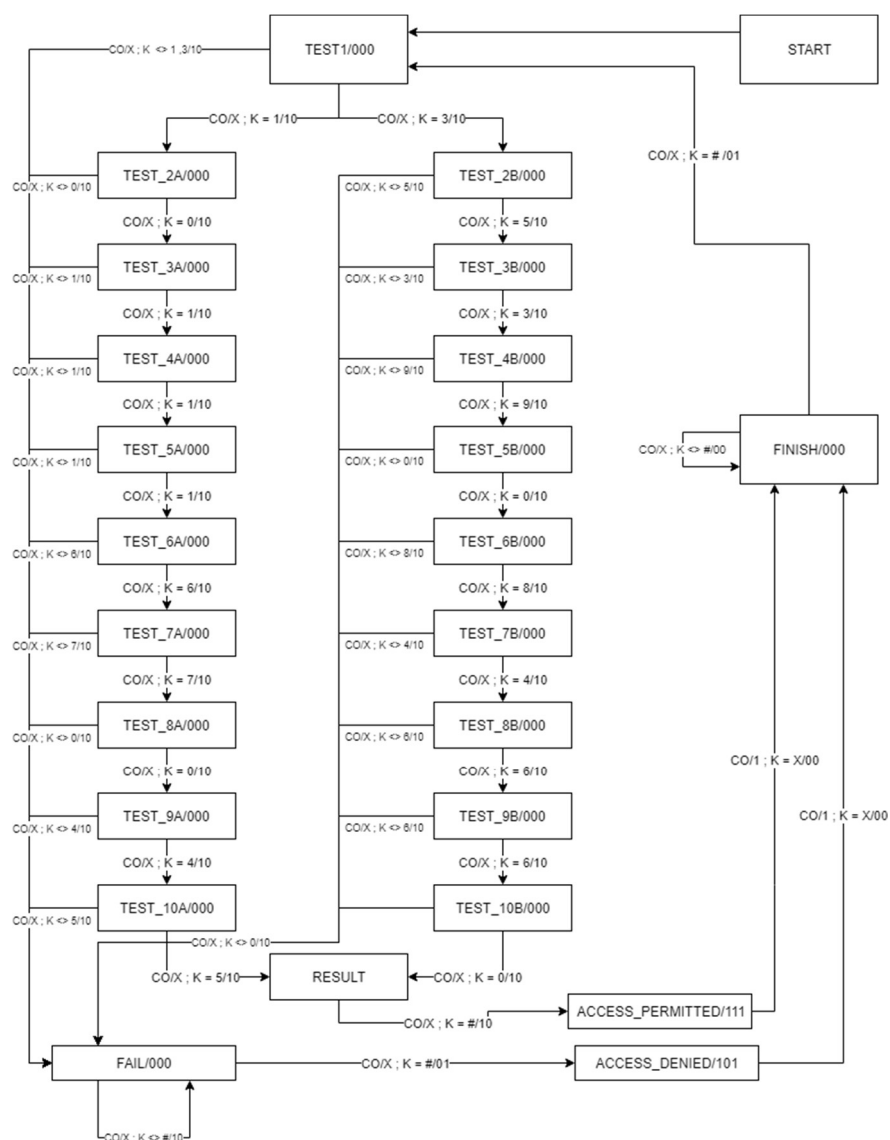 TEST1/000
START
CO/X ; K <> 1 ,3/10
CO/X ; K = 1/10
CO/X ; K = 3/10
CO/X ; K = # /01
TEST_2A/000
TEST_2B/000
CO/X ; K <> 0/10
CO/X ; K <> 5/10
CO/X ; K = 0/10
CO/X ; K = 5/10
TEST_3A/000
TEST_3B/000
CO/X ; K <> 1/10
CO/X ; K <> 3/10
CO/X ; K = 1/10
CO/X ; K = 3/10
TEST_4A/000
TEST_4B/000
CO/X ; K <> 1/10
CO/X ; K <> 9/10
CO/X ; K = 1/10
CO/X ; K = 9/10
TEST_5A/000
TEST_5B/000
CO/X ; K <> #/00
FINISH/000
CO/X ; K <> 1/10
CO/X ; K <> 0/10
CO/X ; K = 1/10
CO/X ; K = 0/10
TEST_6A/000
TEST_6B/000
CO/X ; K <> 6/10
CO/X ; K <> 8/10
CO/X ; K = 6/10
CO/X ; K = 8/10
TEST_7A/000
TEST_7B/000
CO/X ; K <> 7/10
CO/X ; K <> 4/10
CO/X ; K = 7/10
CO/X ; K = 4/10
TEST_8A/000
TEST_8B/000
CO/X ; K <> 0/10
CO/X ; K <> 6/10
CO/1 ; K = X/00
CO/X ; K = 0/10
CO/X ; K = 6/10
TEST_9A/000
TEST_9B/000
CO/1 ; K = X/00
CO/X ; K <> 4/10
CO/X ; K <> 6/10
CO/X ; K = 4/10
CO/X ; K = 6/10
TEST_10A/000
TEST_10B/000
CO/X ; K <> 5/10
CO/X ; K <> 0/10
CO/X ; K = 5/10
RESULT
CO/X ; K = 0/10
CO/X ; K = #/10
ACCESS_PERMITTED/111
FAIL/000
CO/X ; K = #/01
ACCESS_DENIED/101
CO/X ; K <> #/10